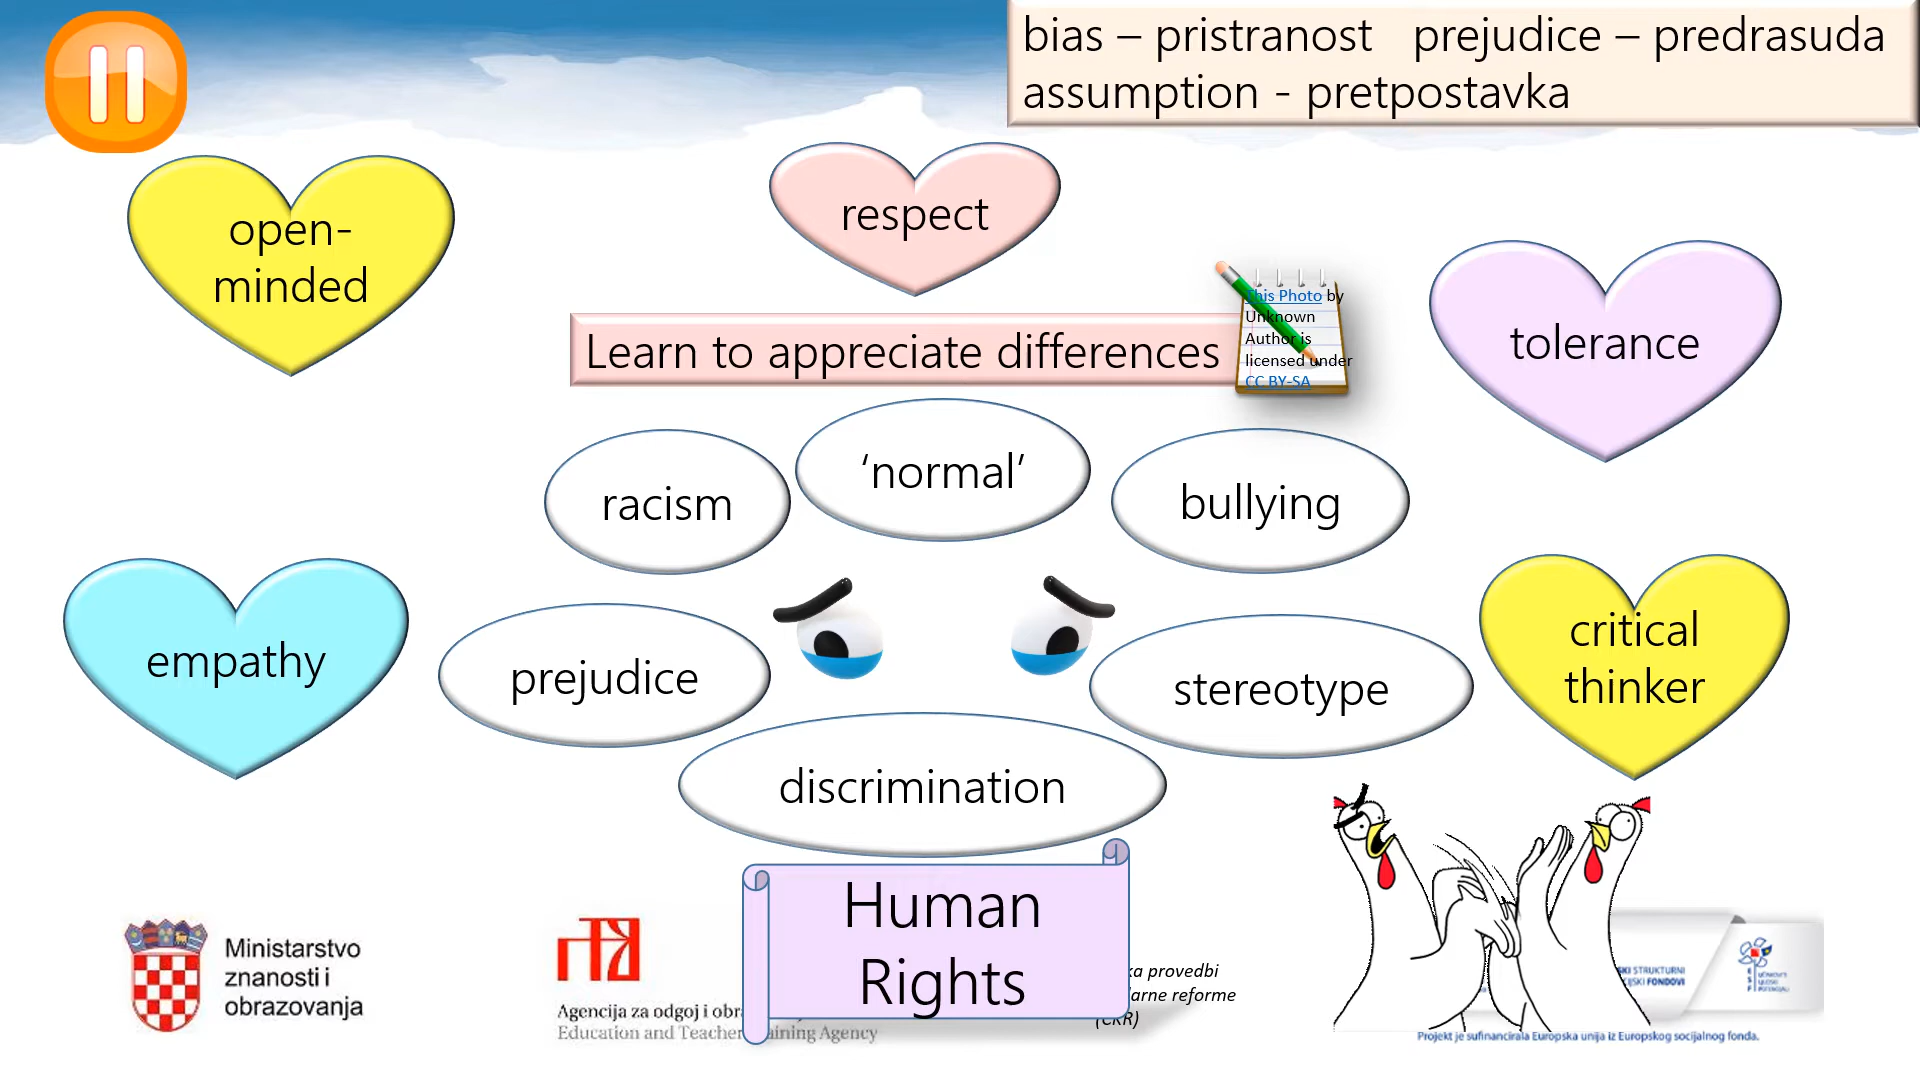 bias – pristranost   prejudice – predrasuda
assumption - pretpostavka
open-
minded
respect
tolerance
Learn to appreciate differences
This Photo by
Unknown
Author is
licensed under
CC BY-SA
racism
‘normal’
bullying
empathy
prejudice
stereotype
critical
thinker
discrimination
Human
Rights
Ministarstvo
znanosti i
obrazovanja
Agencija za odgoj i
Education and Teacher
Agency
provedbi
reforme
(CKR)
STRUKTURNI
FONDOVI
Projekt je sufinancirala Europska unija iz Europskog socijalnog fonda.